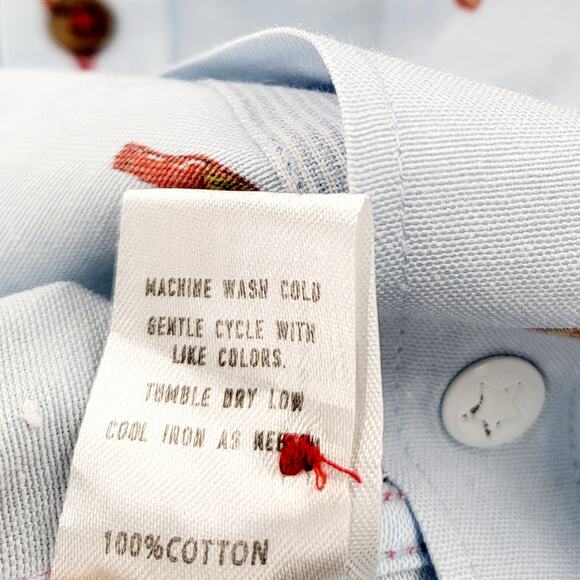 MACHINE WASH COLD
GENTLE CYCLE WITH
LIKE COLORS.
TUMBLE DRY LOW
COOL IRON AS
100%COTTON